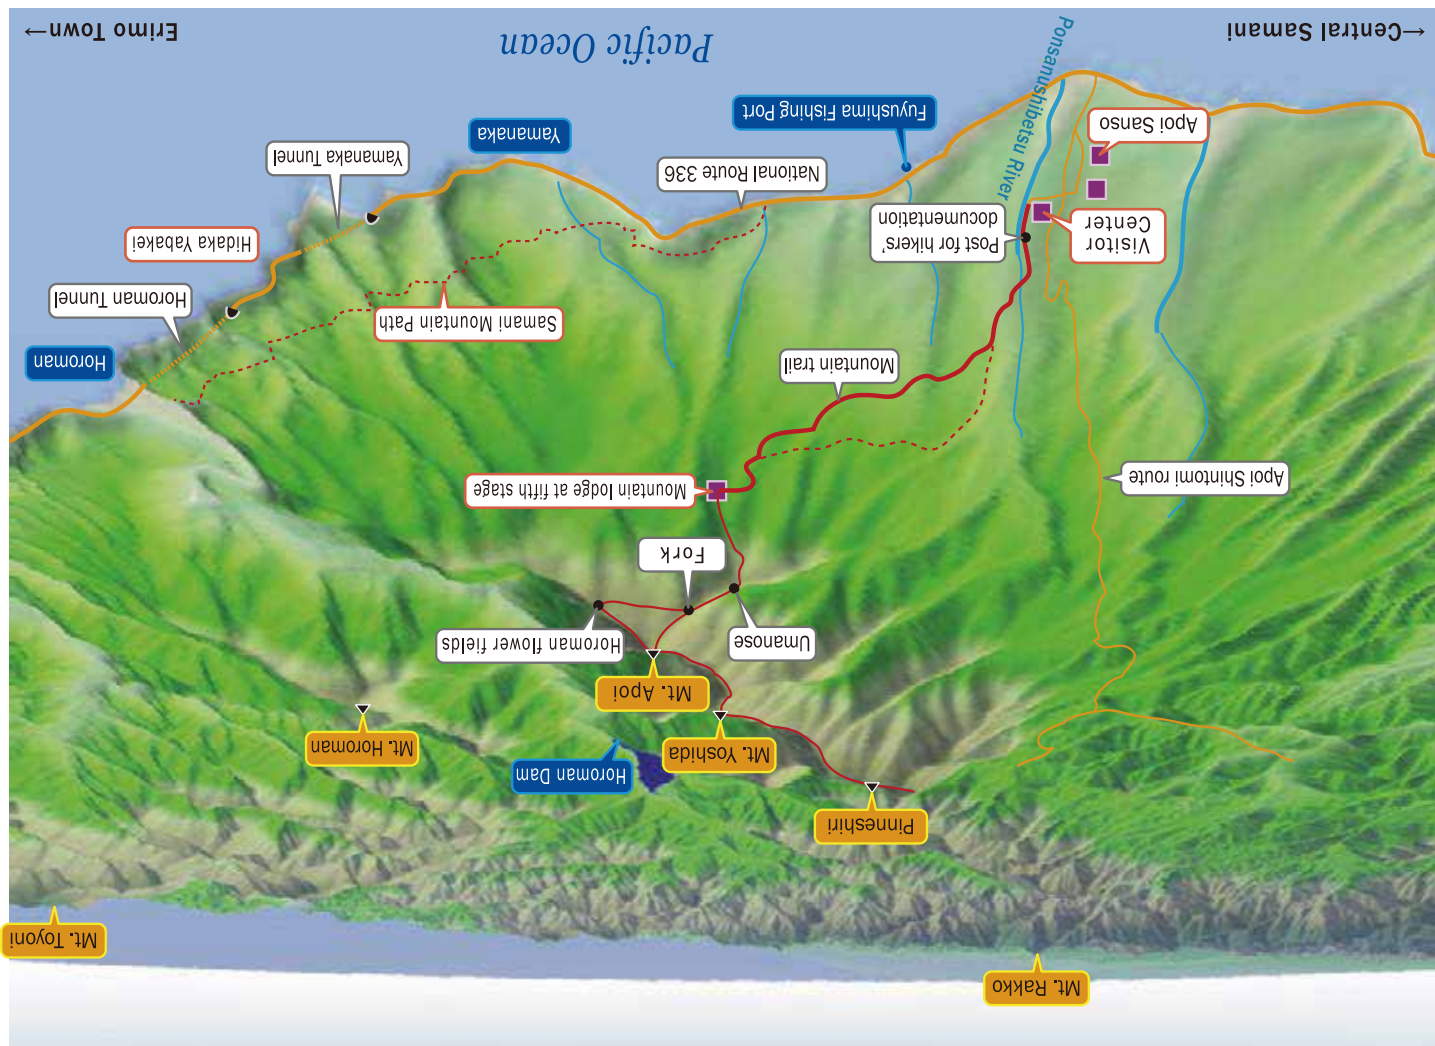 Mt. Rakko
Mt. Toyoni
Pinneshiri
Mt. Yoshida
Horoman Dam
Mt. Horoman
Mt. Apoi
Umanose
Horoman flower fields
Fork
Apoi Shintomi route
Mountain lodge at fifth stage
Mountain trail
Horoman
Samani Mountain Path
Horoman Tunnel
Visitor
Center
Post for hikers'
documentation
Hidaka Yabakei
National Route 336
Yamanaka Tunnel
Apoi Sanso
Ponsanushibetsu River
Fuyushima Fishing Port
Yamanaka
←Central Samani
Pacific Ocean
Erimo Town→